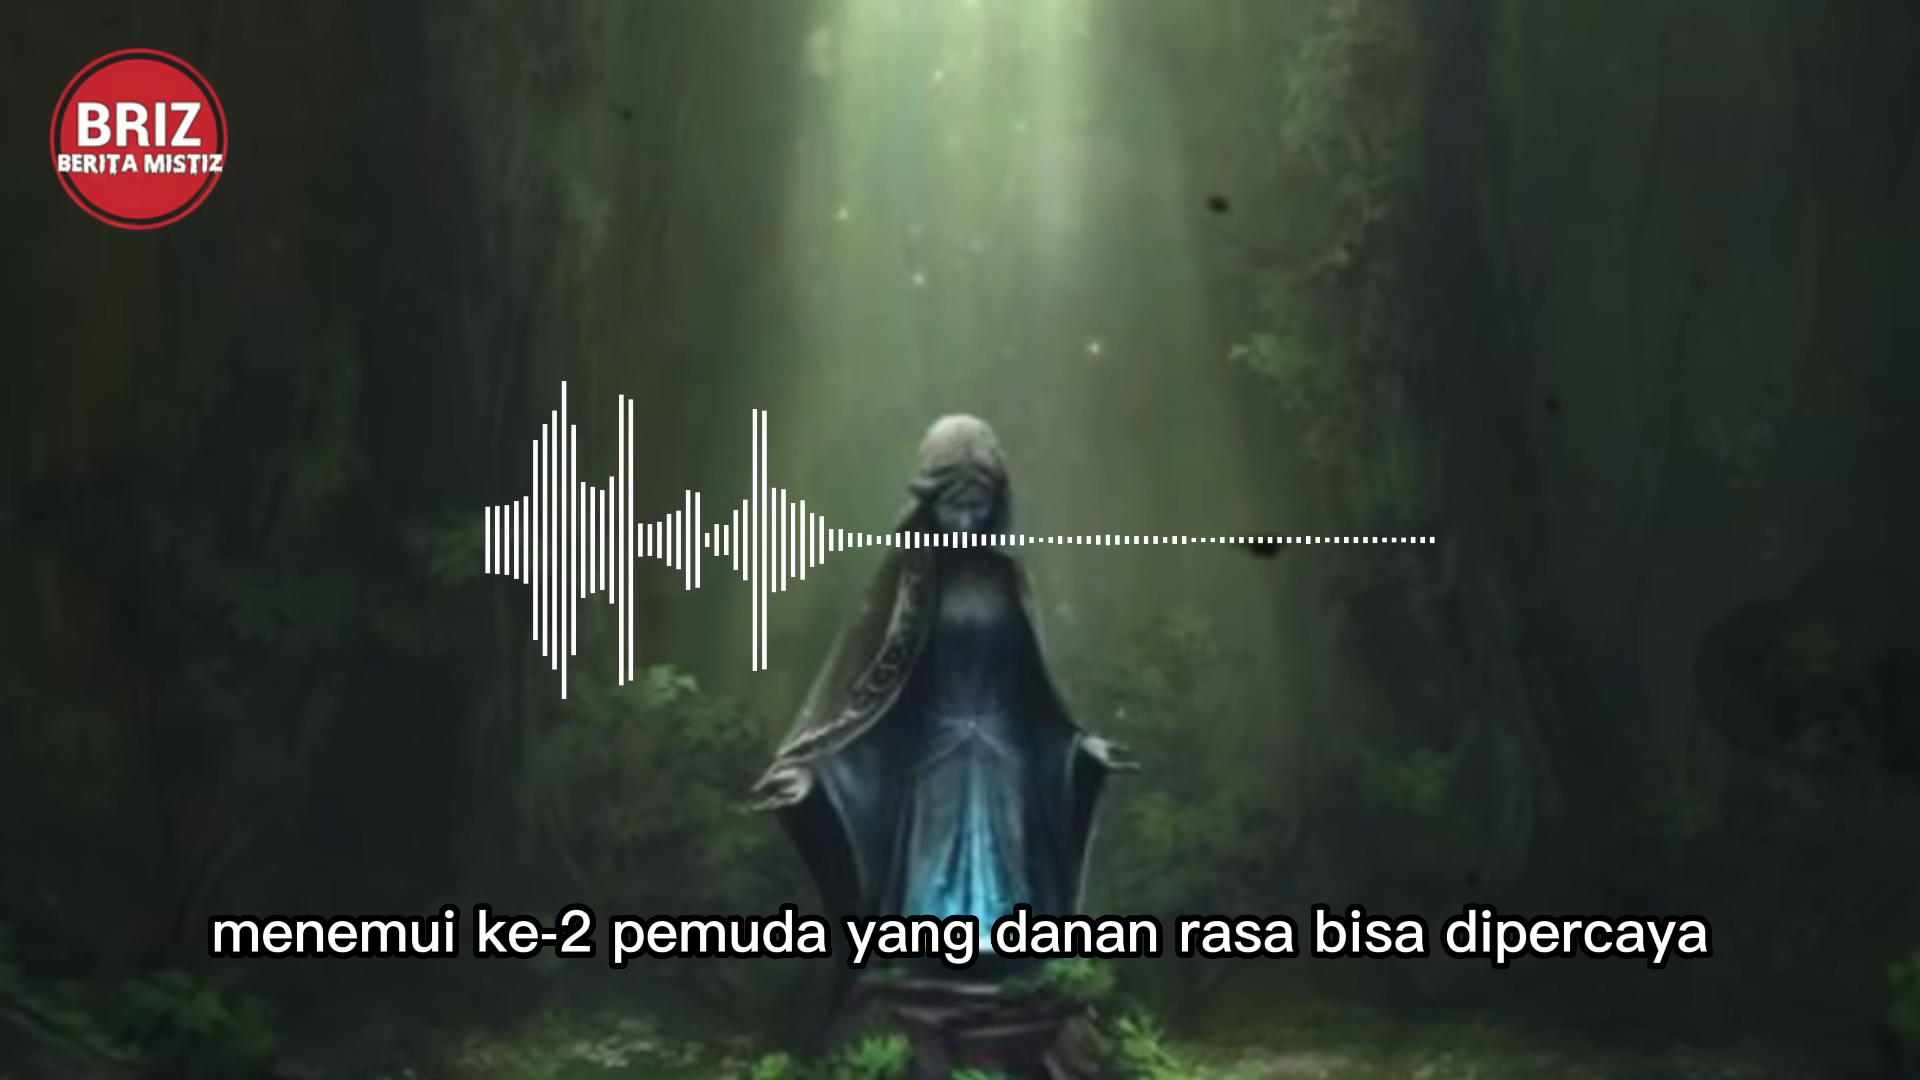 BRIZ
BERITA MISTIZ
menemui ke-2 pemuda yang danan rasa bisa dipercaya